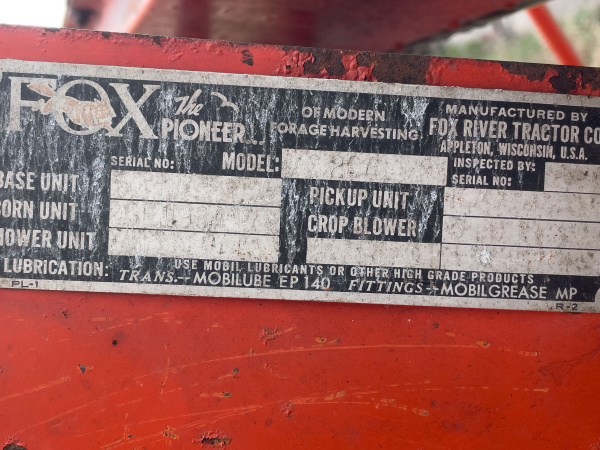 FOX The PIONEER...
OF MODERN
FORAGE HARVESTING
MANUFACTURED BY
FOX RIVER TRACTOR CO
APPLETON, WISCONSIN, U.S.A.
SERIAL NO: MODEL: INSPECTED BY:
SERIAL NO:
BASE UNIT PICKUP UNIT
CORN UNIT CROP BLOWER
MOWER UNIT
LUBRICATION: USE MOBIL LUBRICANTS OR OTHER HIGH GRADE PRODUCTS
TRANS.-- MOBILUBE EP 140 FITTINGS -- MOBILGREASE MP
PL-1 R-2